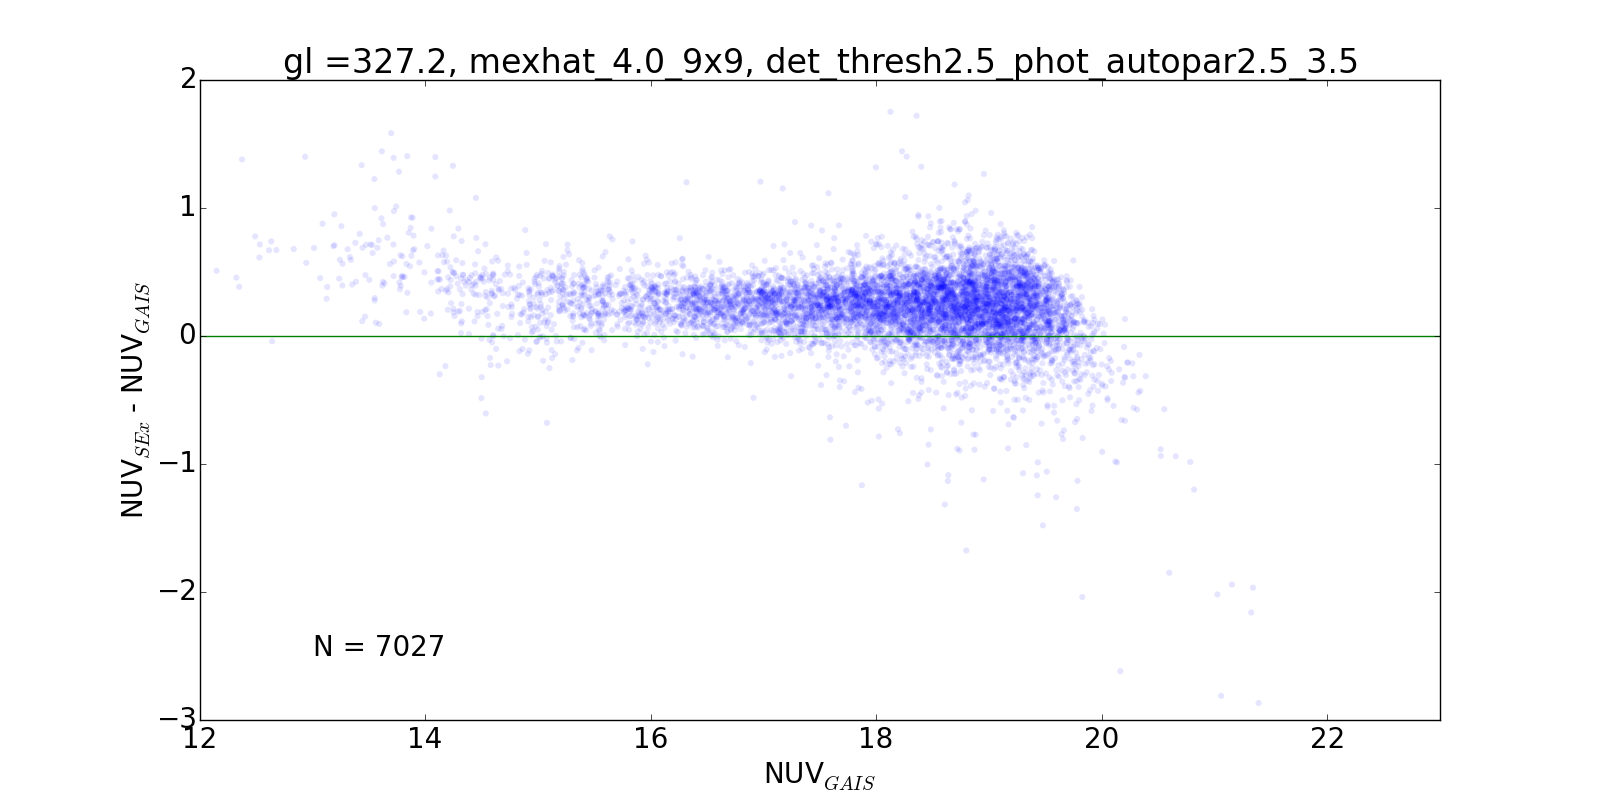 gl =327.2, mexhat_4.0_9x9, det_thresh2.5_phot_autopar2.5_3.5
2
1
0
−1
−2
−3
NUV_SEx - NUV_GAIS
N = 7027
12 14 16 18 20 22
NUV_GAIS